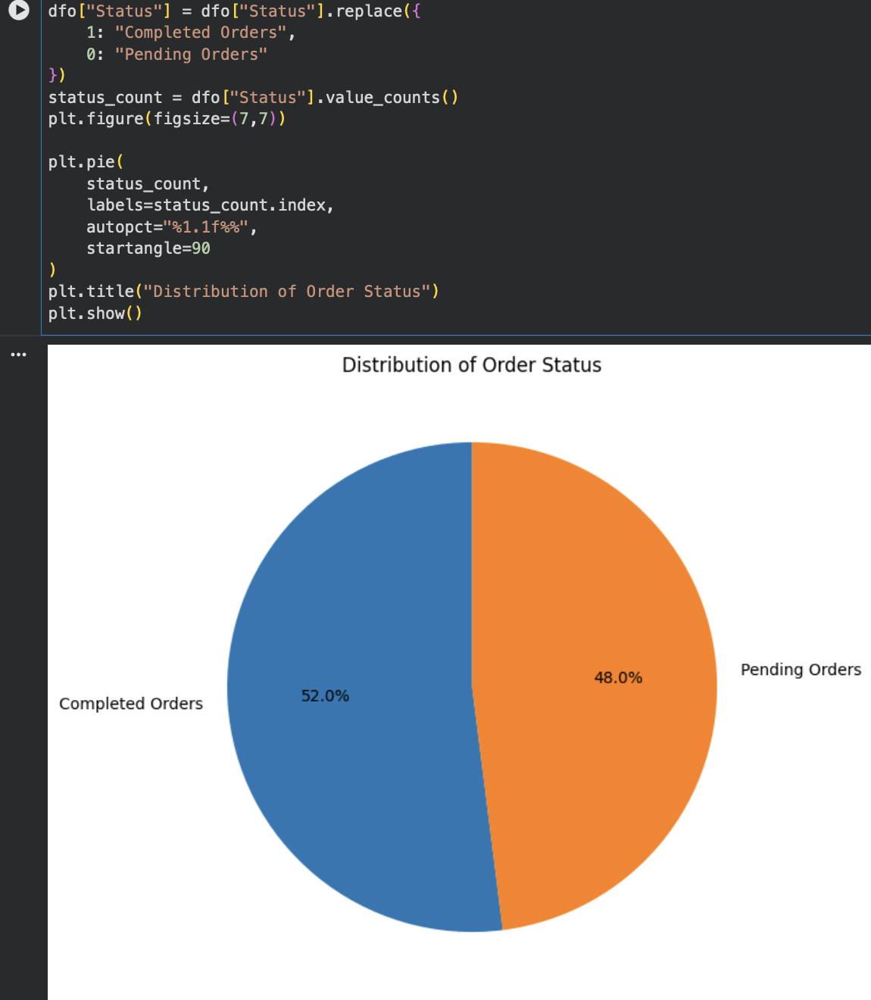 dfo["Status"] = dfo["Status"].replace({
    1: "Completed Orders",
    0: "Pending Orders"
})
status_count = dfo["Status"].value_counts()
plt.figure(figsize=(7,7))
plt.pie(
    status_count,
    labels=status_count.index,
    autopct="%1.1f%%",
    startangle=90
)
plt.title("Distribution of Order Status")
plt.show()
Distribution of Order Status
Pending Orders
48.0%
52.0%
Completed Orders